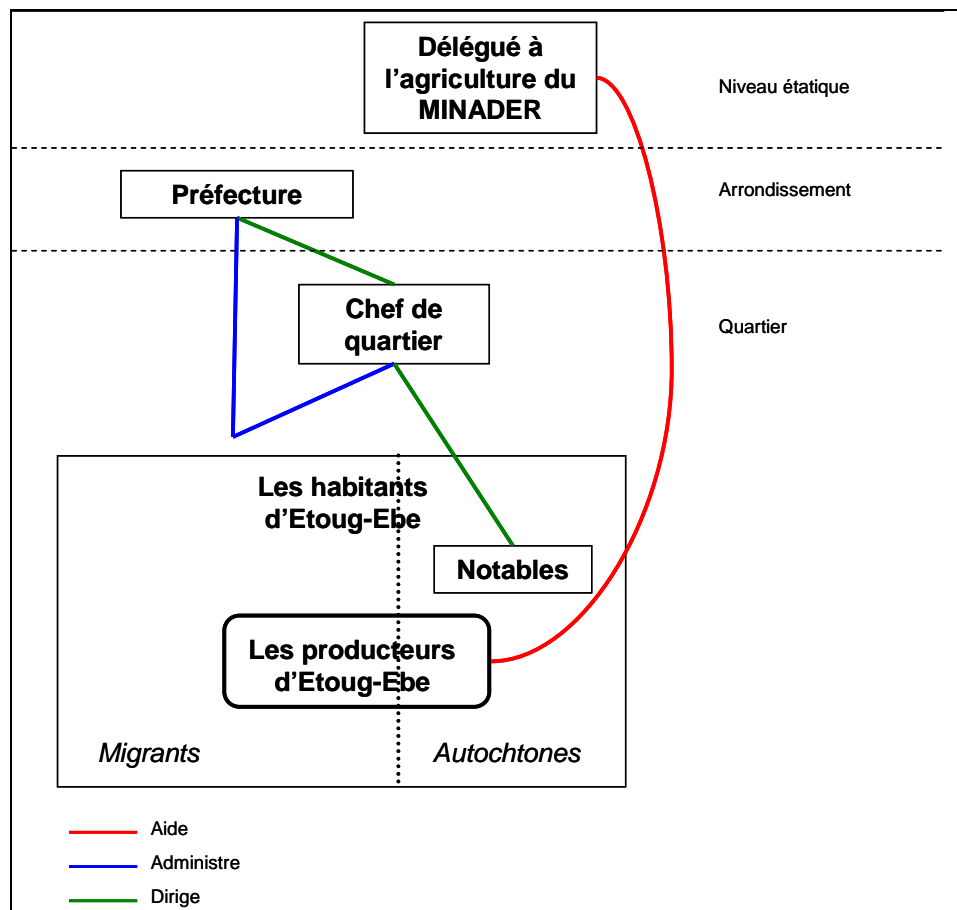 Délégué à
l'agriculture du
MINADER
Niveau étatique
Préfecture
Arrondissement
Chef de
quartier
Quartier
Les habitants
d'Etoug-Ebe
Notables
Les producteurs
d'Etoug-Ebe
Migrants
Autochtones
Aide
Administre
Dirige